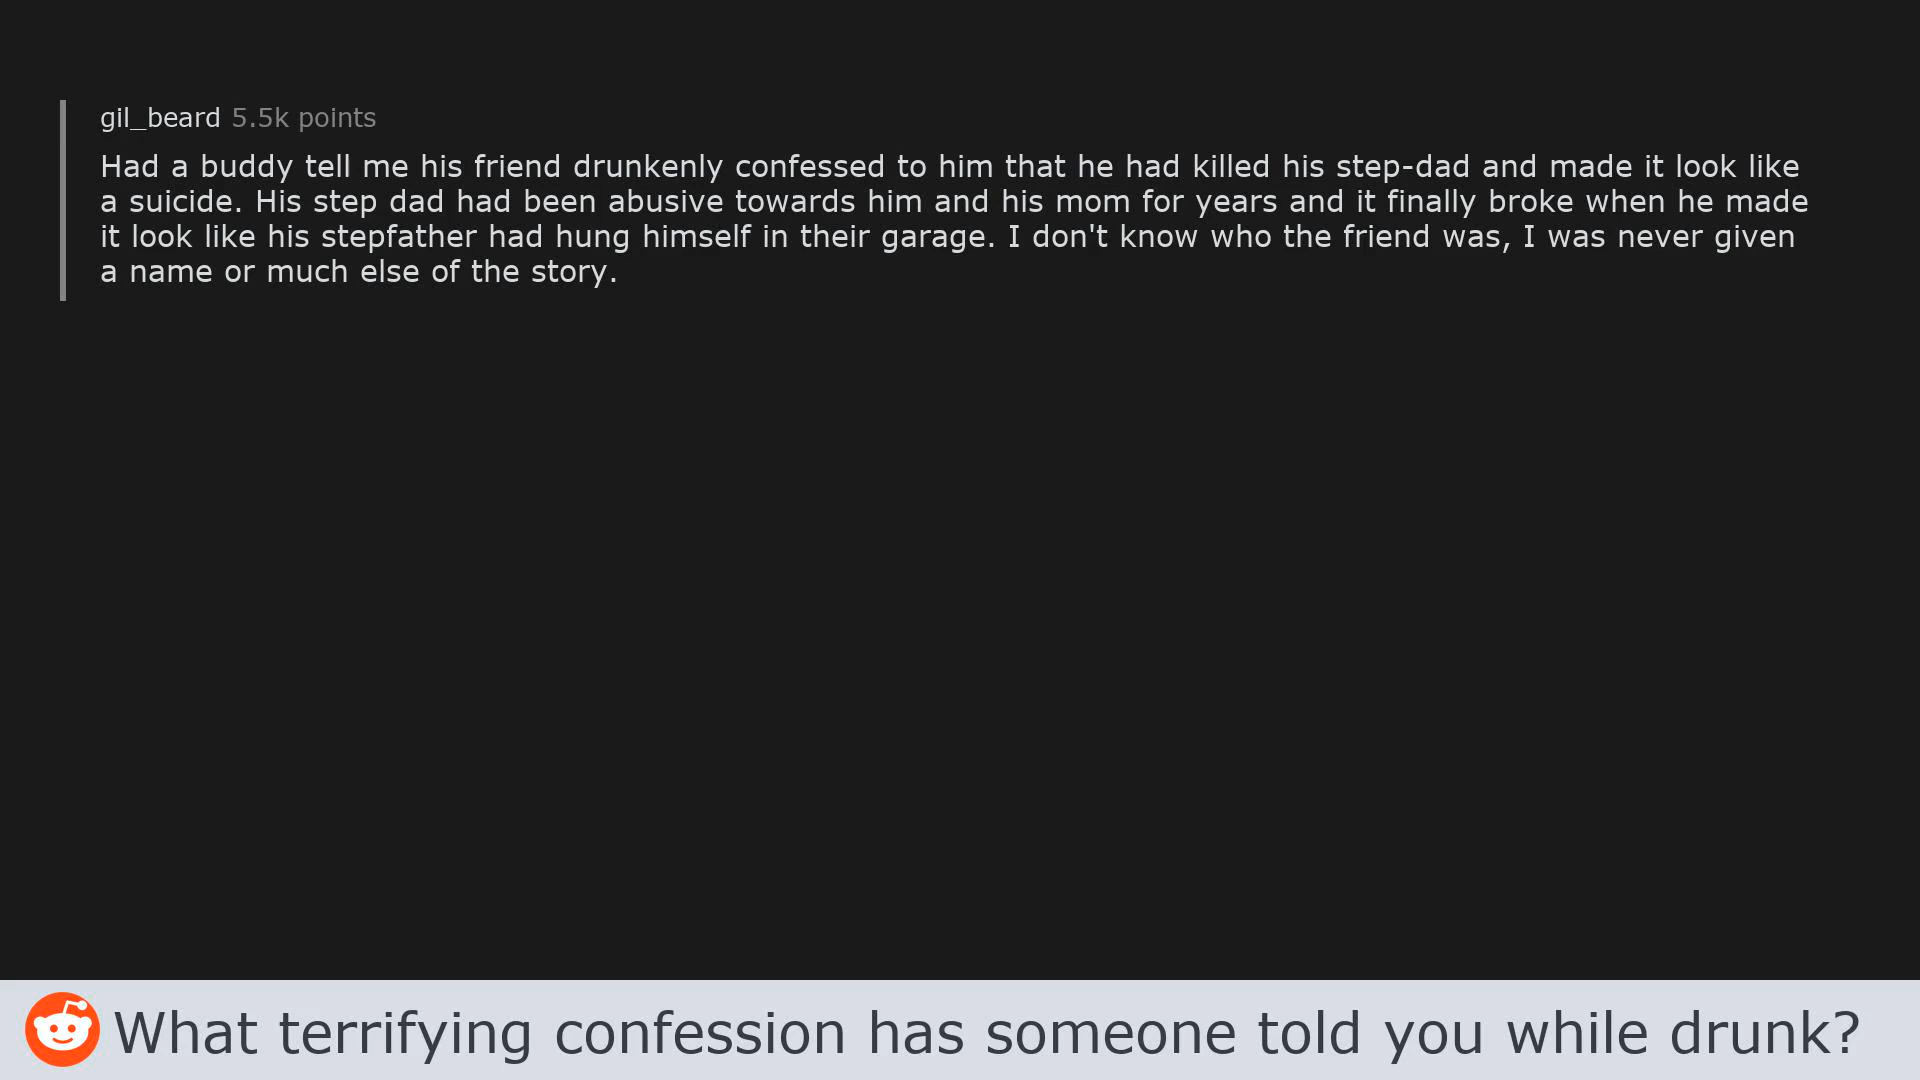 gil_beard 5.5k points
Had a buddy tell me his friend drunkenly confessed to him that he had killed his step-dad and made it look like
a suicide. His step dad had been abusive towards him and his mom for years and it finally broke when he made
it look like his stepfather had hung himself in their garage. I don't know who the friend was, I was never given
a name or much else of the story.
What terrifying confession has someone told you while drunk?